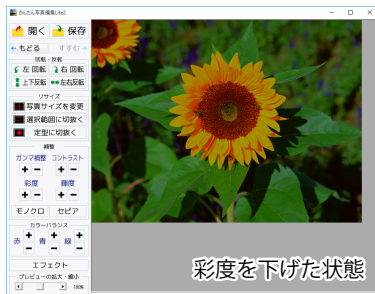 かんたん写真編集Lite2
開く 保存
もどる すすむ
回転・反転
左 回転 右 回転
上下反転 左右反転
リサイズ
写真サイズを変更
選択範囲に切抜く
定型に切抜く
補整
ガンマ補整 コントラスト
+ − + −
彩度 輝度
+ − + −
モノクロ セピア
カラーバランス
赤 + − 青 + − 緑 + −
エフェクト
プレビューの拡大・縮小
100%
彩度を下げた状態